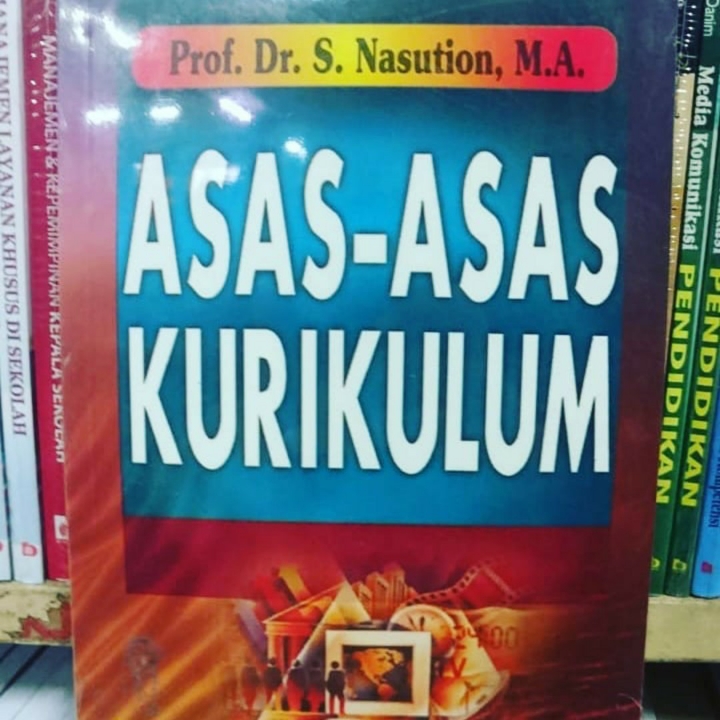 Prof. Dr. S. Nasution, M.A.
ASAS-ASAS
KURIKULUM
MANAJEMEN LAYANAN KHUSUS DI SEKOLAH
MANAJEMEN & KEPEMIMPINAN KEPALA SEKOLAH
Danim
Media Komunikasi
PENDIDIKAN
PENDIDIKAN